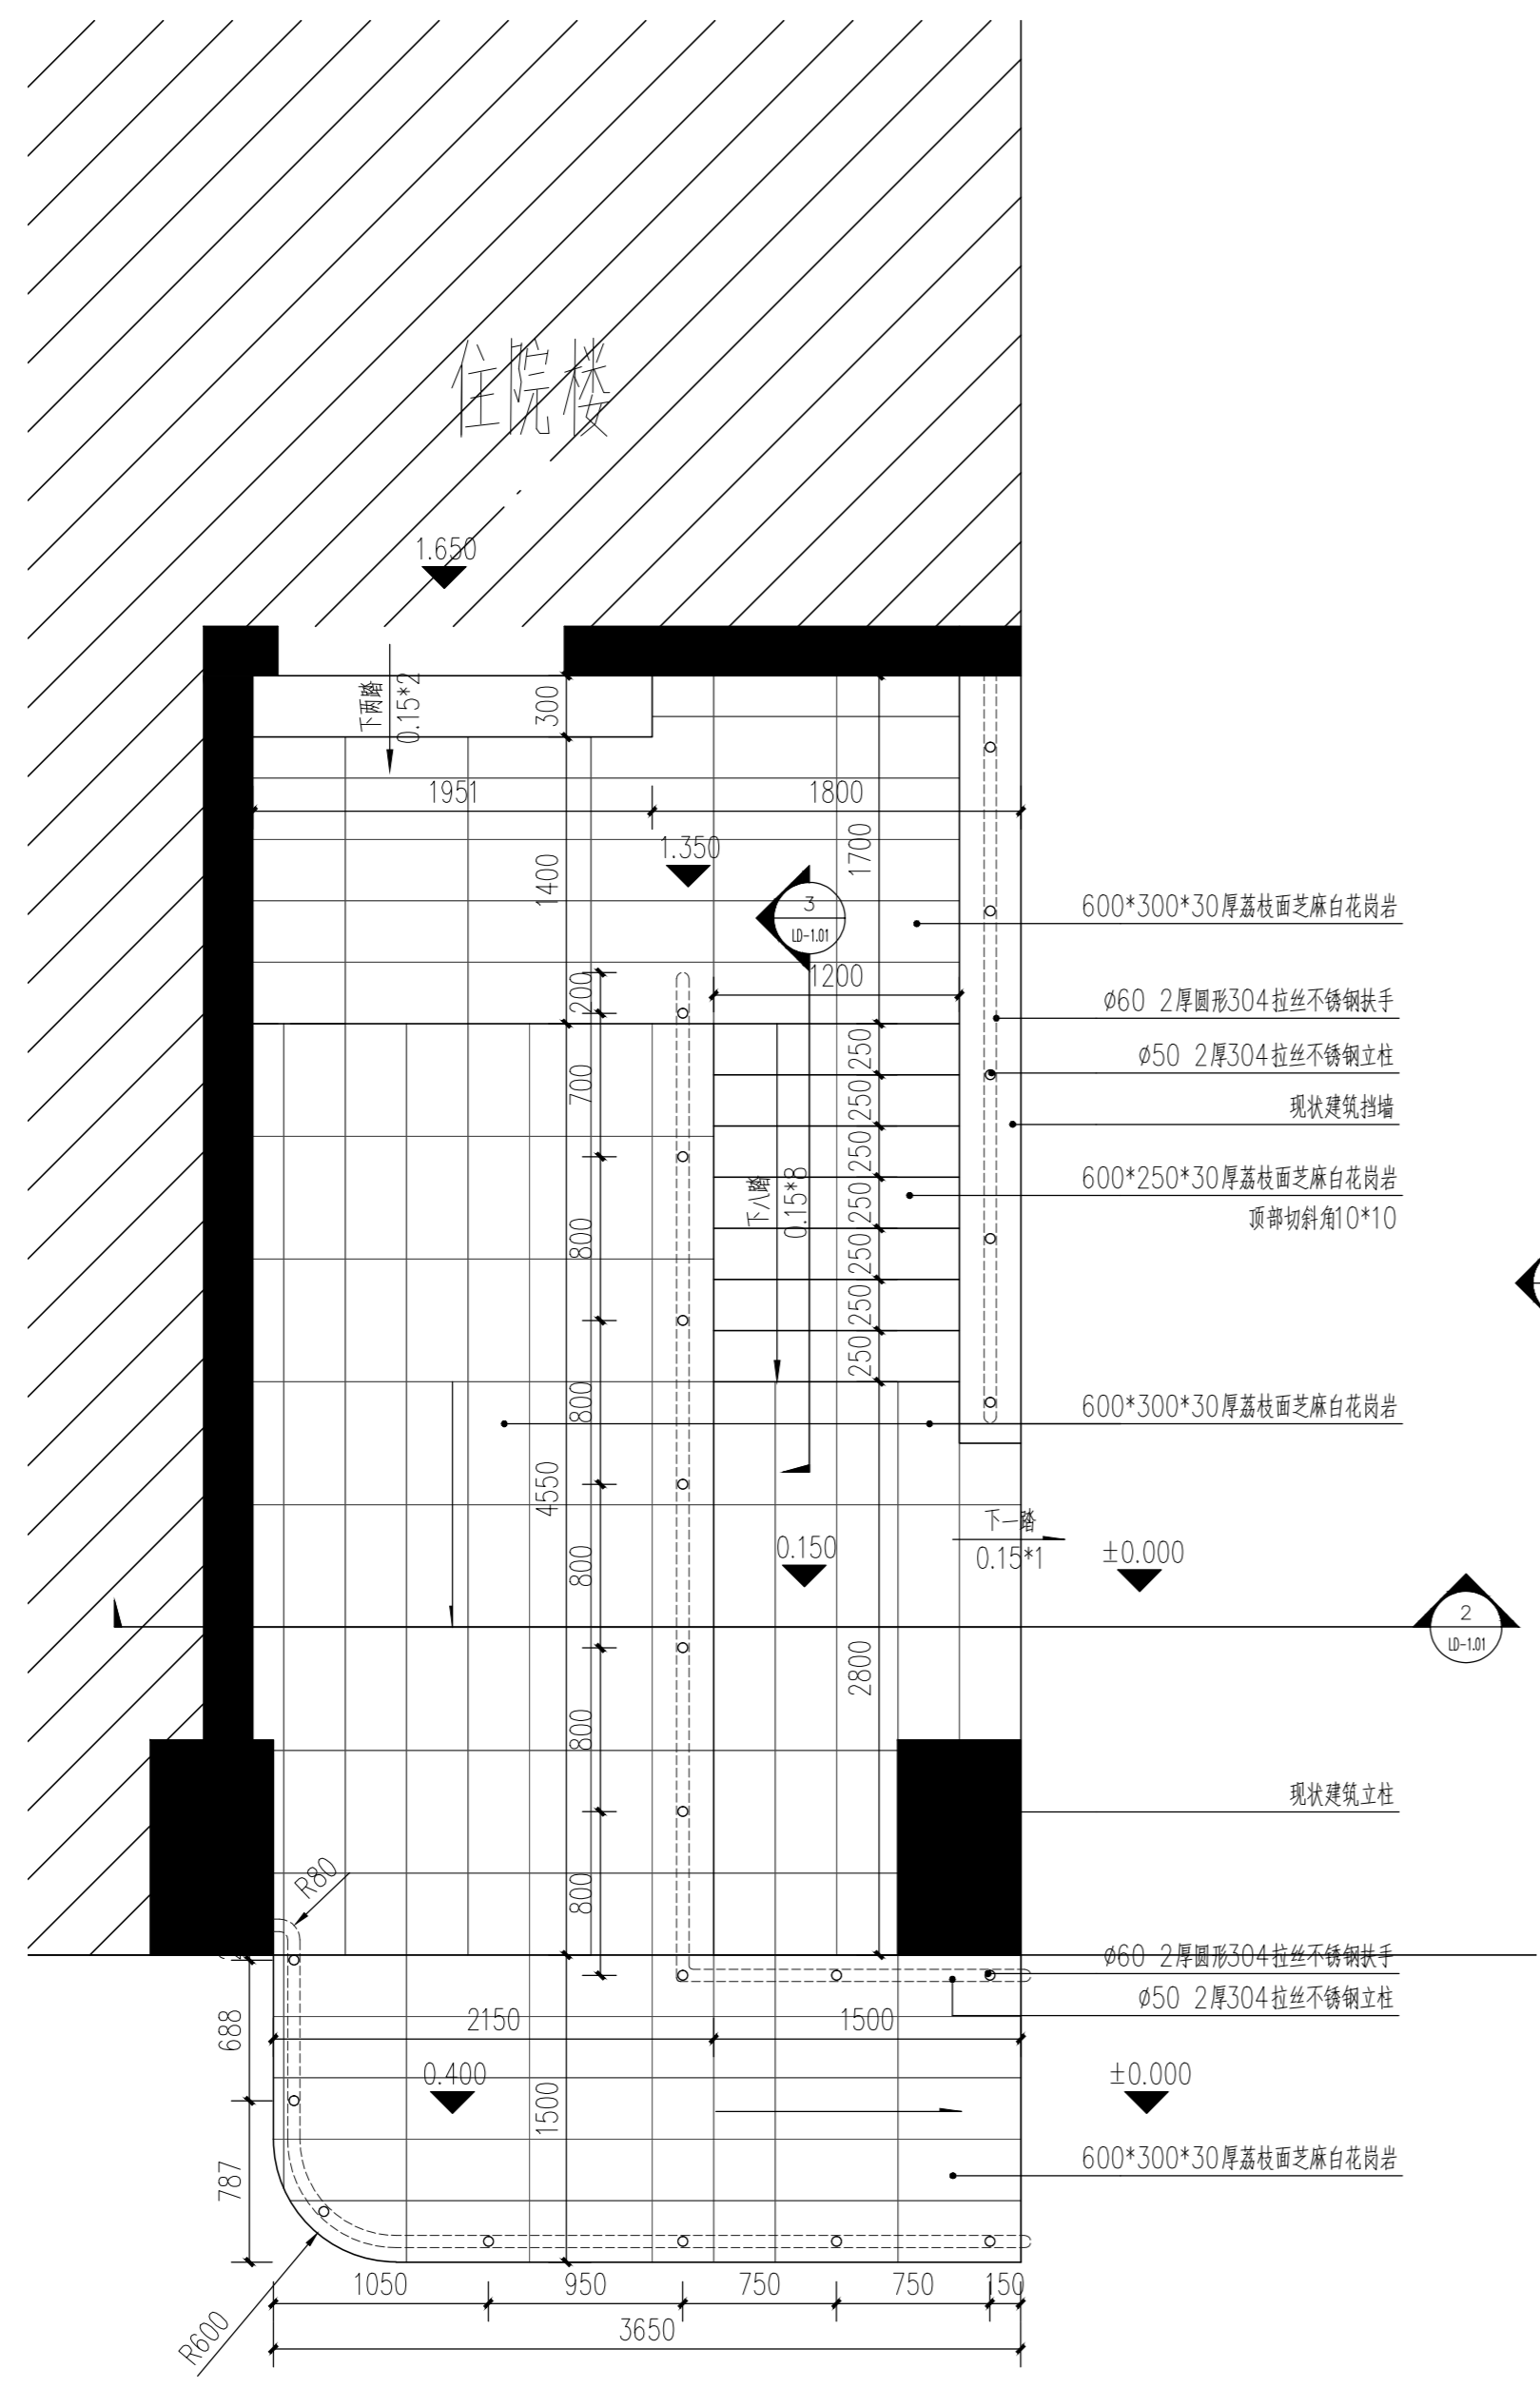 住院楼
1.650
下两踏
0.15*2
300
1951
1800
1.350
1400
1700
3
LD-1.01
600*300*30厚荔枝面芝麻白花岗岩
1200
200
ø60 2厚圆形304拉丝不锈钢扶手
ø50 2厚304拉丝不锈钢立柱
现状建筑挡墙
700
250
250
250
250
250
250
250
下八踏
0.15*8
600*250*30厚荔枝面芝麻白花岗岩
顶部切斜角10*10
800
800
600*300*30厚荔枝面芝麻白花岗岩
4550
800
0.150
下一踏
0.15*1
±0.000
2
LD-1.01
2800
800
现状建筑立柱
800
R80
ø60 2厚圆形304拉丝不锈钢扶手
ø50 2厚304拉丝不锈钢立柱
688
2150
1500
0.400
1500
±0.000
787
600*300*30厚荔枝面芝麻白花岗岩
R600
1050
950
750
750
150
3650